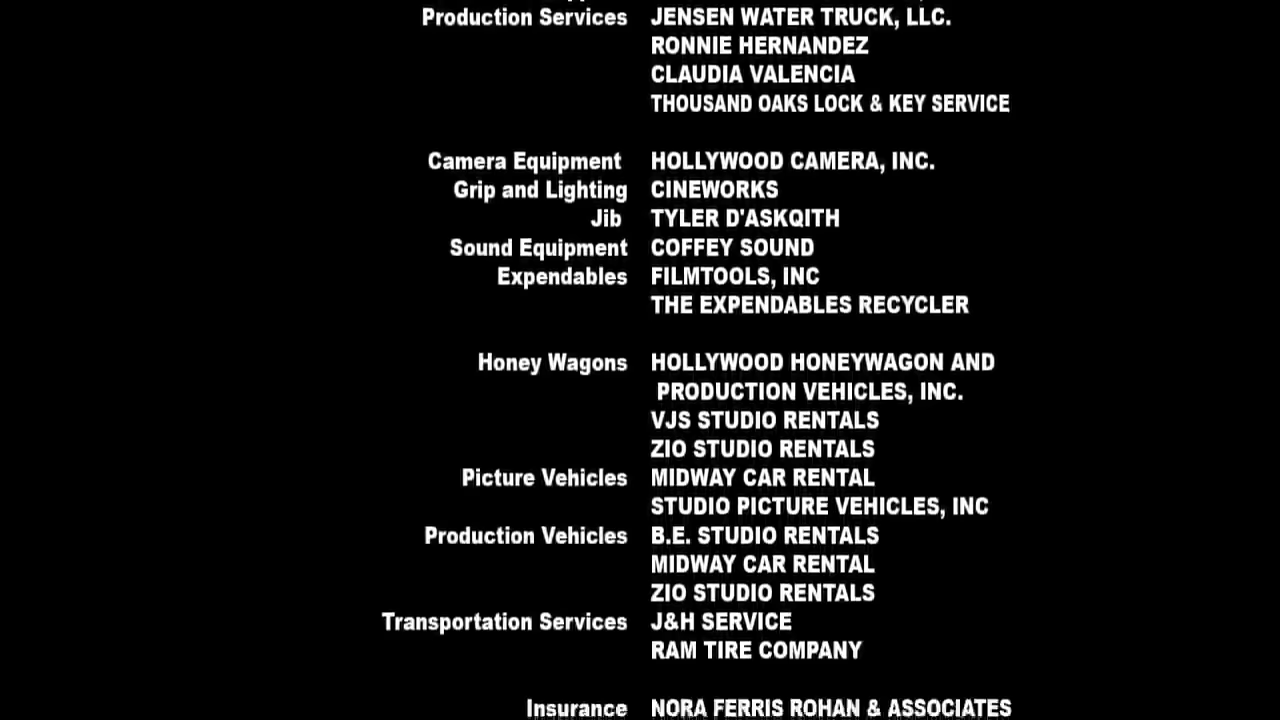 Production Services JENSEN WATER TRUCK, LLC.
RONNIE HERNANDEZ
CLAUDIA VALENCIA
THOUSAND OAKS LOCK & KEY SERVICE
Camera Equipment HOLLYWOOD CAMERA, INC.
Grip and Lighting CINEWORKS
Jib TYLER D'ASKQITH
Sound Equipment COFFEY SOUND
Expendables FILMTOOLS, INC
THE EXPENDABLES RECYCLER
Honey Wagons HOLLYWOOD HONEYWAGON AND
PRODUCTION VEHICLES, INC.
VJS STUDIO RENTALS
ZIO STUDIO RENTALS
Picture Vehicles MIDWAY CAR RENTAL
STUDIO PICTURE VEHICLES, INC
Production Vehicles B.E. STUDIO RENTALS
MIDWAY CAR RENTAL
ZIO STUDIO RENTALS
Transportation Services J&H SERVICE
RAM TIRE COMPANY
Insurance NORA FERRIS ROHAN & ASSOCIATES